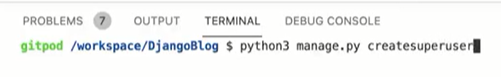 PROBLEMS 7 OUTPUT TERMINAL DEBUG CONSOLE
gitpod /workspace/DjangoBlog $ python3 manage.py createsuperuser